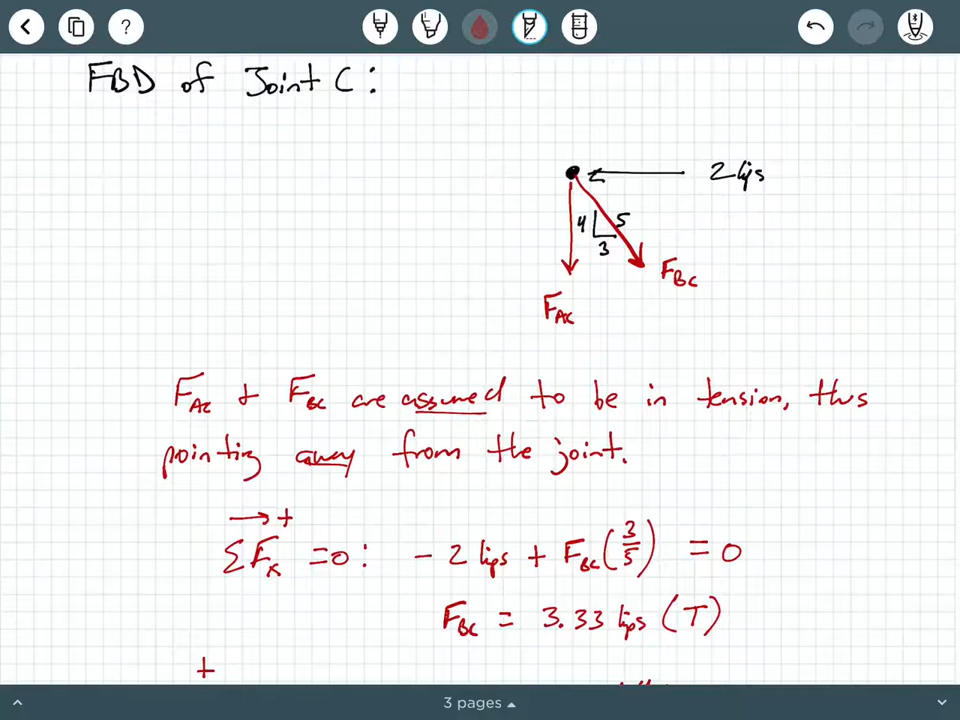 ?
FBD of Joint C:
2 kips
4
5
3
F_BC
F_AC
F_AC + F_BC are assumed to be in tension, thus
pointing away from the joint.
→ +
ΣF_x = 0: - 2 kips + F_BC (3/5) = 0
F_BC = 3.33 kips (T)
+
3 pages